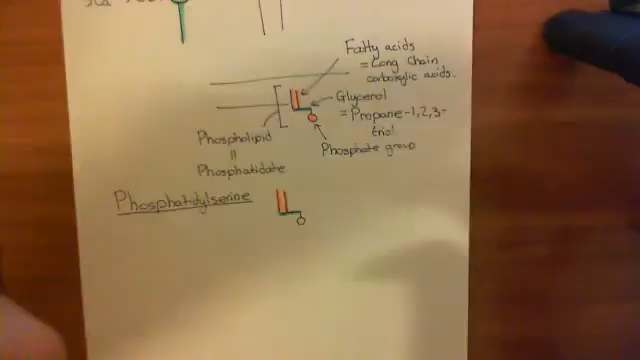 Fatty acids
= Long Chain
carboxylic acids.
Glycerol
= Propane-1,2,3-
triol
Phosphate group
Phospholipid
=
Phosphatidate
Phosphatidylserine